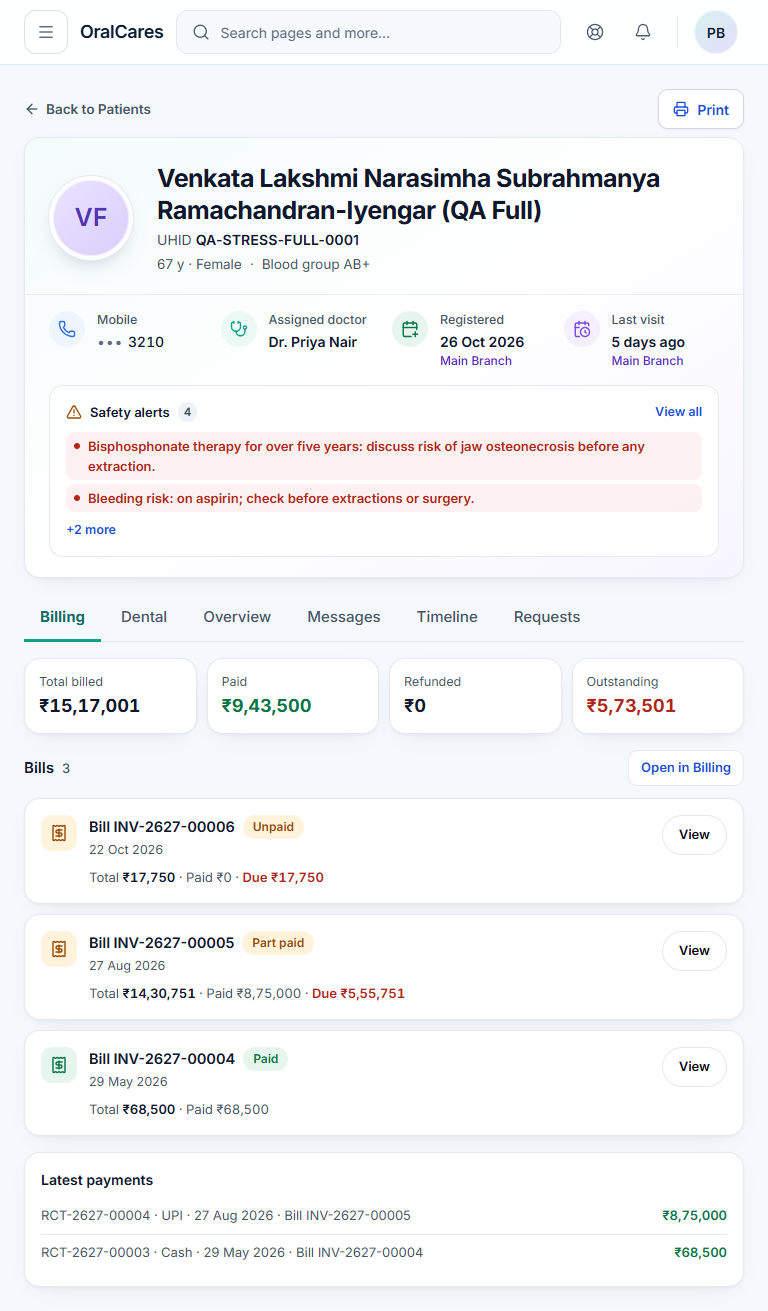 OralCares
Search pages and more...
PB
Back to Patients
Print
VF
Venkata Lakshmi Narasimha Subrahmanya
Ramachandran-Iyengar (QA Full)
UHID QA-STRESS-FULL-0001
67 y · Female · Blood group AB+
Mobile
••• 3210
Assigned doctor
Dr. Priya Nair
Registered
26 Oct 2026
Main Branch
Last visit
5 days ago
Main Branch
Safety alerts 4
View all
• Bisphosphonate therapy for over five years: discuss risk of jaw osteonecrosis before any
extraction.
• Bleeding risk: on aspirin; check before extractions or surgery.
+2 more
Billing Dental Overview Messages Timeline Requests
Total billed
₹15,17,001
Paid
₹9,43,500
Refunded
₹0
Outstanding
₹5,73,501
Bills 3
Open in Billing
Bill INV-2627-00006 Unpaid
View
22 Oct 2026
Total ₹17,750 · Paid ₹0 · Due ₹17,750
Bill INV-2627-00005 Part paid
View
27 Aug 2026
Total ₹14,30,751 · Paid ₹8,75,000 · Due ₹5,55,751
Bill INV-2627-00004 Paid
View
29 May 2026
Total ₹68,500 · Paid ₹68,500
Latest payments
RCT-2627-00004 · UPI · 27 Aug 2026 · Bill INV-2627-00005 ₹8,75,000
RCT-2627-00003 · Cash · 29 May 2026 · Bill INV-2627-00004 ₹68,500